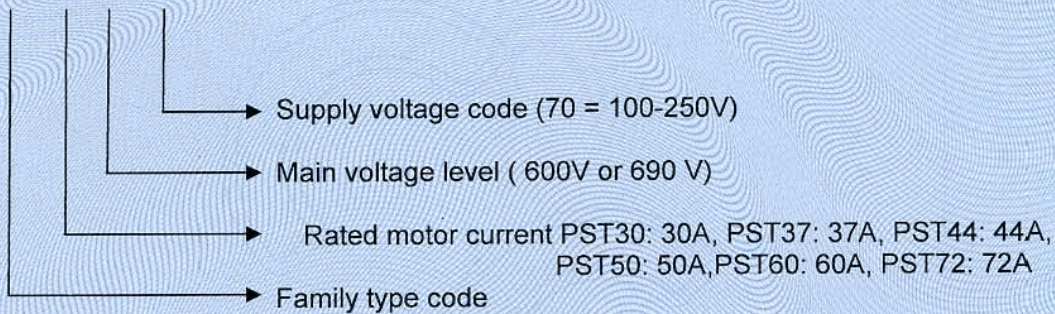 Supply voltage code (70 = 100-250V)
Main voltage level ( 600V or 690 V)
Rated motor current PST30: 30A, PST37: 37A, PST44: 44A,
PST50: 50A,PST60: 60A, PST72: 72A
Family type code